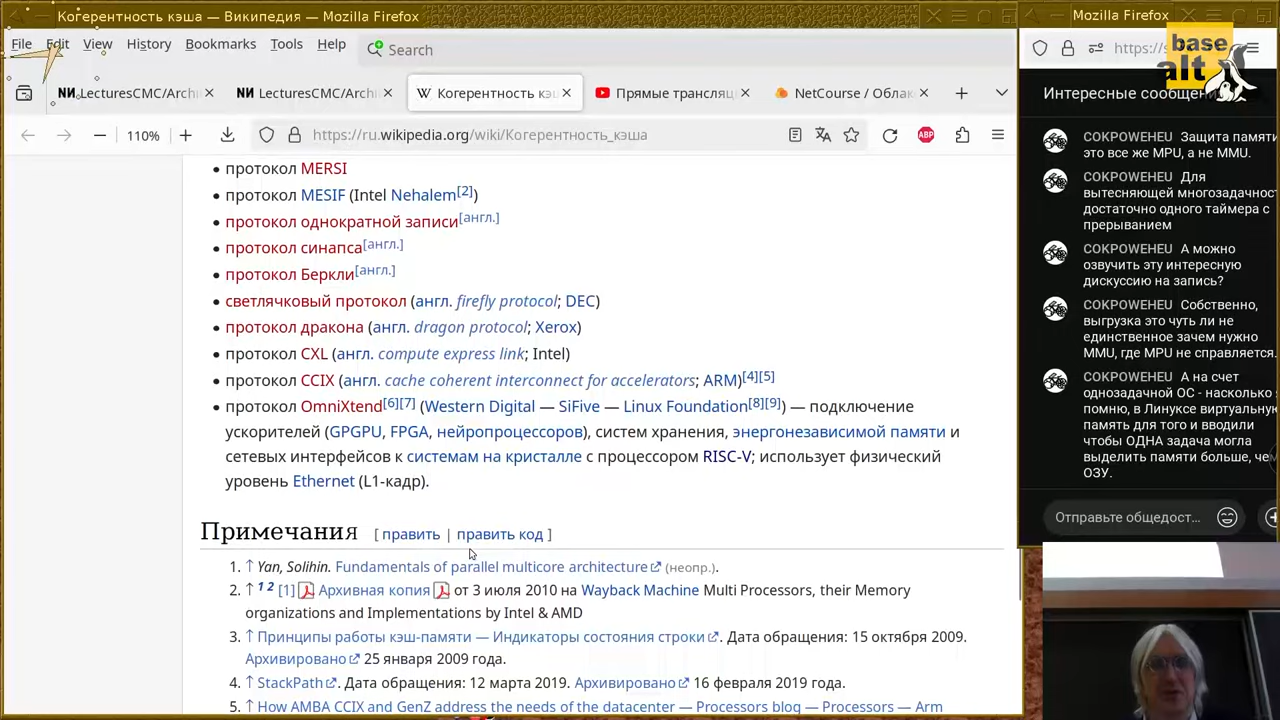 Когерентность кэша — Википедия — Mozilla Firefox
File Edit View History Bookmarks Tools Help
Search
LecturesCMC/Archi
LecturesCMC/Archi
Когерентность кэш
Прямые трансляц
NetCourse / Обла
110%
https://ru.wikipedia.org/wiki/Когерентность_кэша
протокол MERSI
протокол MESIF (Intel Nehalem[2])
протокол однократной записи[англ.]
протокол синапса[англ.]
протокол Беркли[англ.]
светлячковый протокол (англ. firefly protocol; DEC)
протокол дракона (англ. dragon protocol; Xerox)
протокол CXL (англ. compute express link; Intel)
протокол CCIX (англ. cache coherent interconnect for accelerators; ARM)[4][5]
протокол OmniXtend[6][7] (Western Digital — SiFive — Linux Foundation[8][9]) — подключение
ускорителей (GPGPU, FPGA, нейропроцессоров), систем хранения, энергонезависимой памяти и
сетевых интерфейсов к системам на кристалле с процессором RISC-V; использует физический
уровень Ethernet (L1-кадр).
Примечания [ править | править код ]
1. ↑ Yan, Solihin. Fundamentals of parallel multicore architecture (неопр.).
2. ↑ 1 2 [1] Архивная копия от 3 июля 2010 на Wayback Machine Multi Processors, their Memory
organizations and Implementations by Intel & AMD
3. ↑ Принципы работы кэш-памяти — Индикаторы состояния строки. Дата обращения: 15 октября 2009.
Архивировано 25 января 2009 года.
4. ↑ StackPath. Дата обращения: 12 марта 2019. Архивировано 16 февраля 2019 года.
5. ↑ How AMBA CCIX and GenZ address the needs of the datacenter — Processors blog — Processors — Arm
Mozilla Firefox
https://s
base
alt
Интересные сообщени
COKPOWEHEU Защита памяти
это все же MPU, а не MMU.
COKPOWEHEU Для
вытесняющей многозадачнос
достаточно одного таймера с
прерыванием
COKPOWEHEU А можно
озвучить эту интересную
дискуссию на запись?
COKPOWEHEU Собственно,
выгрузка это чуть ли не
единственное зачем нужно
MMU, где MPU не справляется.
COKPOWEHEU А на счет
однозадачной ОС - насколько я
помню, в Линуксе виртуальную
память для того и вводили
чтобы ОДНА задача могла
выделить памяти больше, че
ОЗУ.
Отправьте общедост